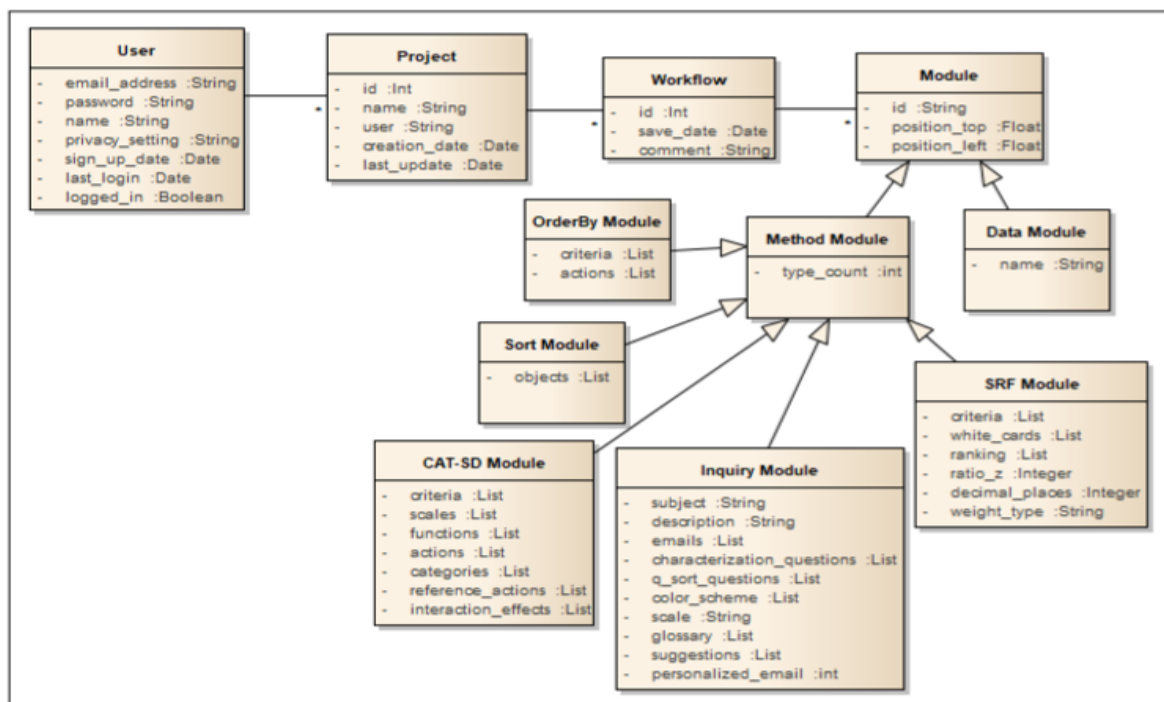 User
- email_address :String
- password :String
- name :String
- privacy_setting :String
- sign_up_date :Date
- last_login :Date
- logged_in :Boolean
*
Project
- id :Int
- name :String
- user :String
- creation_date :Date
- last_update :Date
*
Workflow
- id :Int
- save_date :Date
- comment :String
*
Module
- id :String
- position_top :Float
- position_left :Float
OrderBy Module
- criteria :List
- actions :List
Method Module
- type_count :int
Data Module
- name :String
Sort Module
- objects :List
SRF Module
- criteria :List
- white_cards :List
- ranking :List
- ratio_z :Integer
- decimal_places :Integer
- weight_type :String
CAT-SD Module
- criteria :List
- scales :List
- functions :List
- actions :List
- categories :List
- reference_actions :List
- interaction_effects :List
Inquiry Module
- subject :String
- description :String
- emails :List
- characterization_questions :List
- q_sort_questions :List
- color_scheme :List
- scale :String
- glossary :List
- suggestions :List
- personalized_email :int